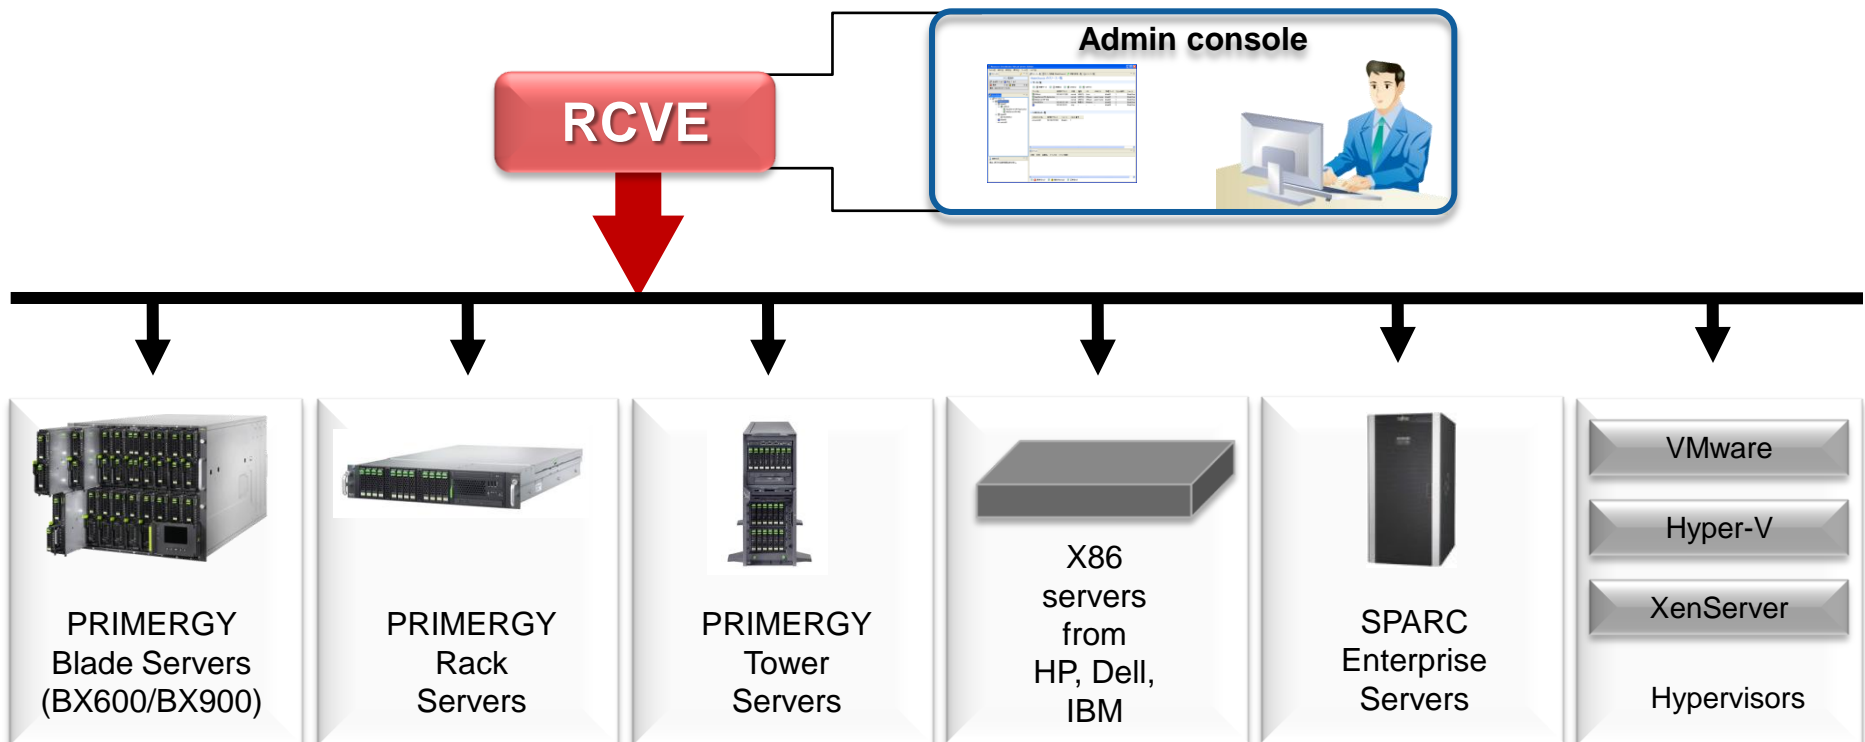 Admin console
RCVE
PRIMERGY
Blade Servers
(BX600/BX900)
PRIMERGY
Rack
Servers
PRIMERGY
Tower
Servers
X86
servers
from
HP, Dell,
IBM
SPARC
Enterprise
Servers
VMware
Hyper-V
XenServer
Hypervisors